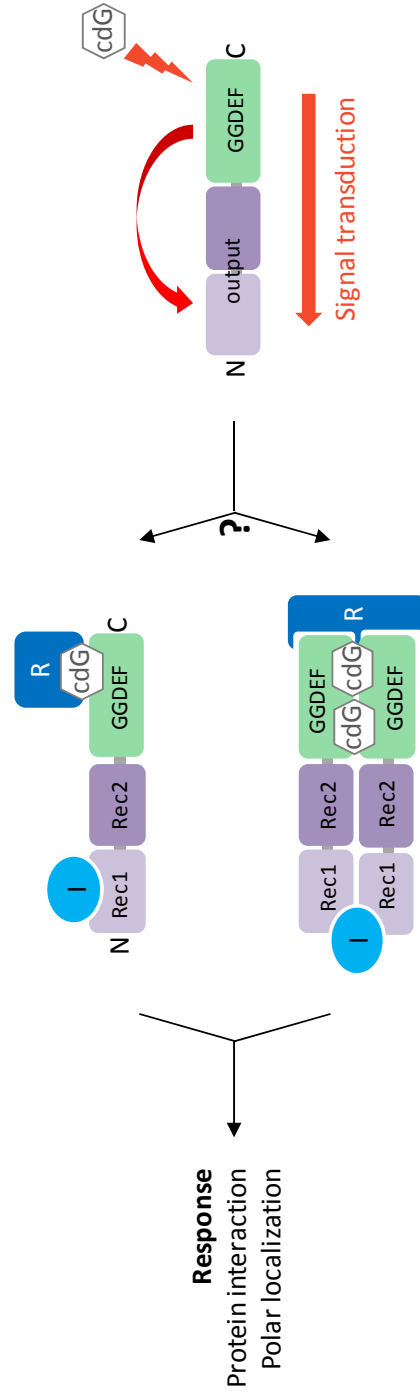 cdG
N
output
GGDEF
C
Signal transduction
?
R
cdG
I
N
Rec1
Rec2
GGDEF
C
Rec1
Rec2
GGDEF
I
cdG
cdG
R
Rec1
Rec2
GGDEF
Response
Protein interaction
Polar localization